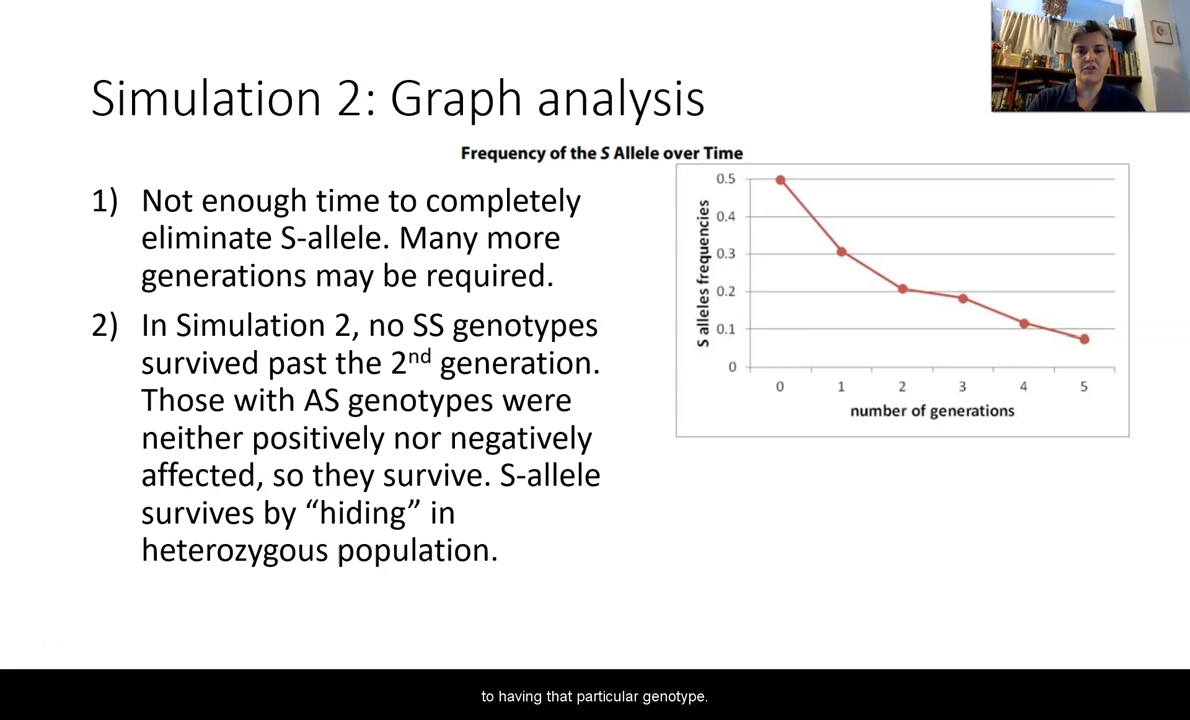 Simulation 2: Graph analysis
Frequency of the S Allele over Time
1) Not enough time to completely
eliminate S-allele. Many more
generations may be required.
2) In Simulation 2, no SS genotypes
survived past the 2nd generation.
Those with AS genotypes were
neither positively nor negatively
affected, so they survive. S-allele
survives by “hiding” in
heterozygous population.
S alleles frequencies
0.5
0.4
0.3
0.2
0.1
0
0 1 2 3 4 5
number of generations
to having that particular genotype.